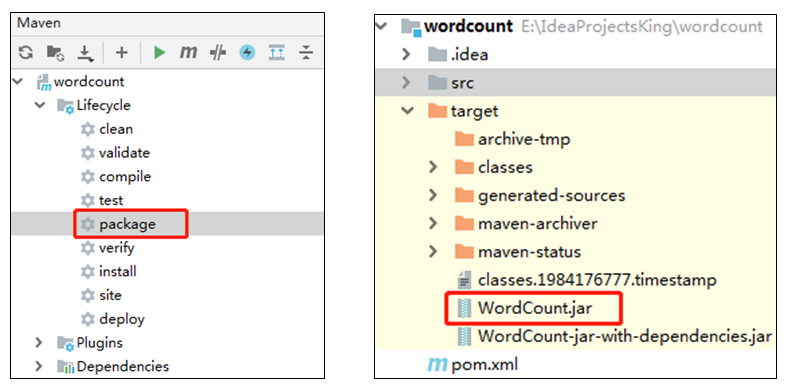 Maven
wordcount
Lifecycle
clean
validate
compile
test
package
verify
install
site
deploy
Plugins
Dependencies
wordcount E:\IdeaProjectsKing\wordcount
.idea
src
target
archive-tmp
classes
generated-sources
maven-archiver
maven-status
classes.1984176777.timestamp
WordCount.jar
WordCount-jar-with-dependencies.jar
pom.xml